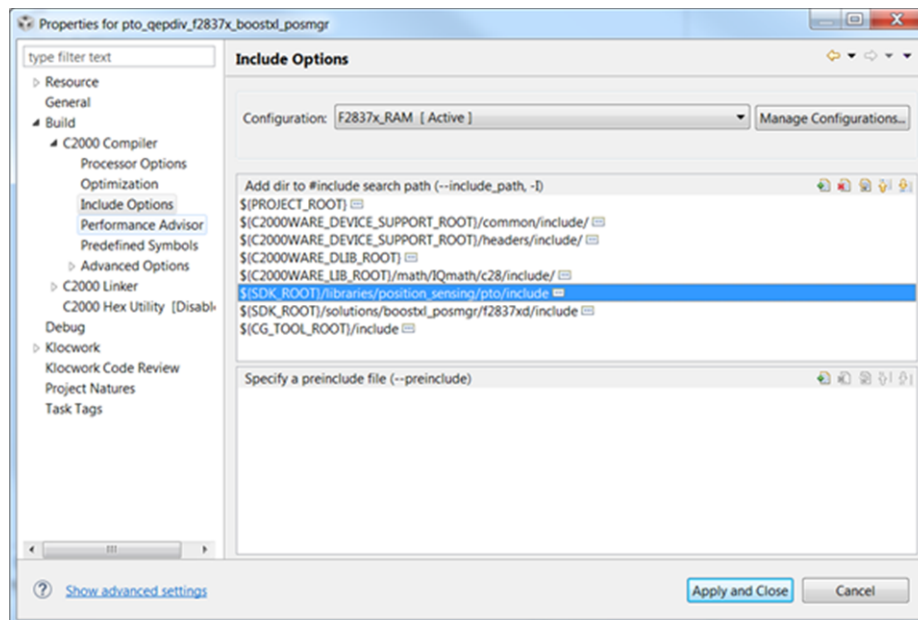 Properties for pto_qepdiv_f2837x_boostxl_posmgr
type filter text
Resource
General
Build
C2000 Compiler
Processor Options
Optimization
Include Options
Performance Advisor
Predefined Symbols
Advanced Options
C2000 Linker
C2000 Hex Utility [Disabl
Debug
Klocwork
Klocwork Code Review
Project Natures
Task Tags
Include Options
Configuration: F2837x_RAM [ Active ] Manage Configurations...
Add dir to #include search path (--include_path, -I)
${PROJECT_ROOT}
${C2000WARE_DEVICE_SUPPORT_ROOT}/common/include/
${C2000WARE_DEVICE_SUPPORT_ROOT}/headers/include/
${C2000WARE_DLIB_ROOT}
${C2000WARE_LIB_ROOT}/math/IQmath/c28/include/
${SDK_ROOT}/libraries/position_sensing/pto/include
${SDK_ROOT}/solutions/boostxl_posmgr/f2837xd/include
${CG_TOOL_ROOT}/include
Specify a preinclude file (--preinclude)
Show advanced settings
Apply and Close Cancel